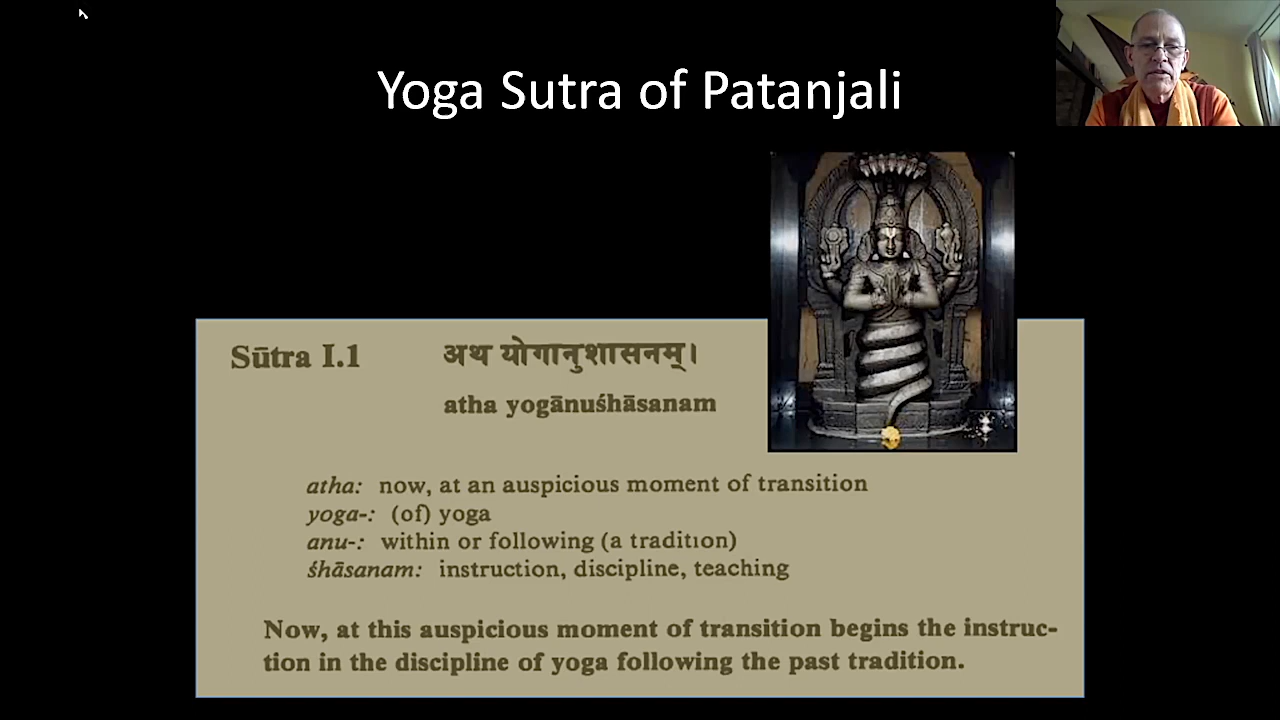 Yoga Sutra of Patanjali
Sūtra I.1 अथ योगानुशासनम्।
atha yogānuśhāsanam
atha: now, at an auspicious moment of transition
yoga-: (of) yoga
anu-: within or following (a tradition)
śhāsanam: instruction, discipline, teaching
Now, at this auspicious moment of transition begins the instruc-
tion in the discipline of yoga following the past tradition.